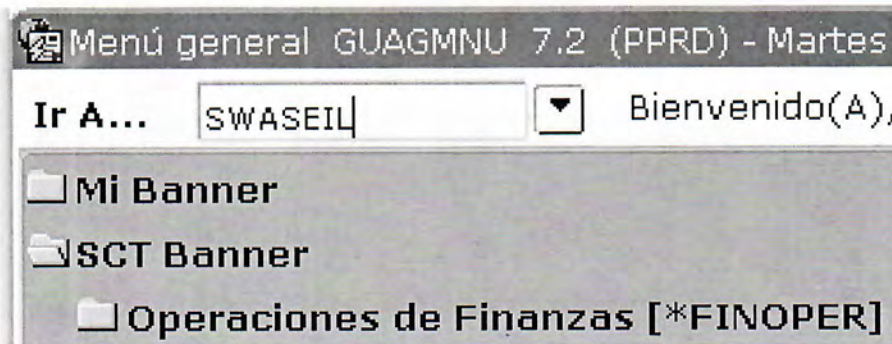 Menú general GUAGMNU 7.2 (PPRD) - Martes
Ir A... SWASEIL Bienvenido(A),
Mi Banner
SCT Banner
Operaciones de Finanzas [*FINOPER]